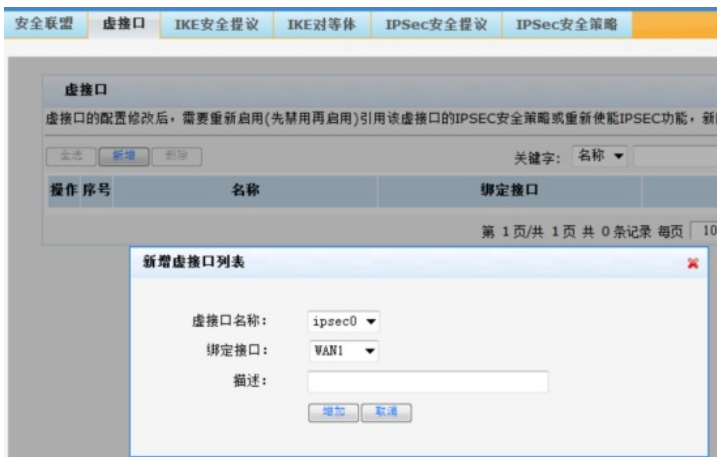 安全联盟 虚接口 IKE安全提议 IKE对等体 IPSec安全提议 IPSec安全策略
虚接口
虚接口的配置修改后，需要重新启用(先禁用再启用)引用该虚接口的IPSEC安全策略或重新使能IPSEC功能，新
全选 新增 删除 关键字: 名称
操作 序号 名称 绑定接口
第 1页/共 1页 共 0条记录 每页 10
新增虚接口列表
虚接口名称: ipsec0
绑定接口: WAN1
描述:
增加 取消